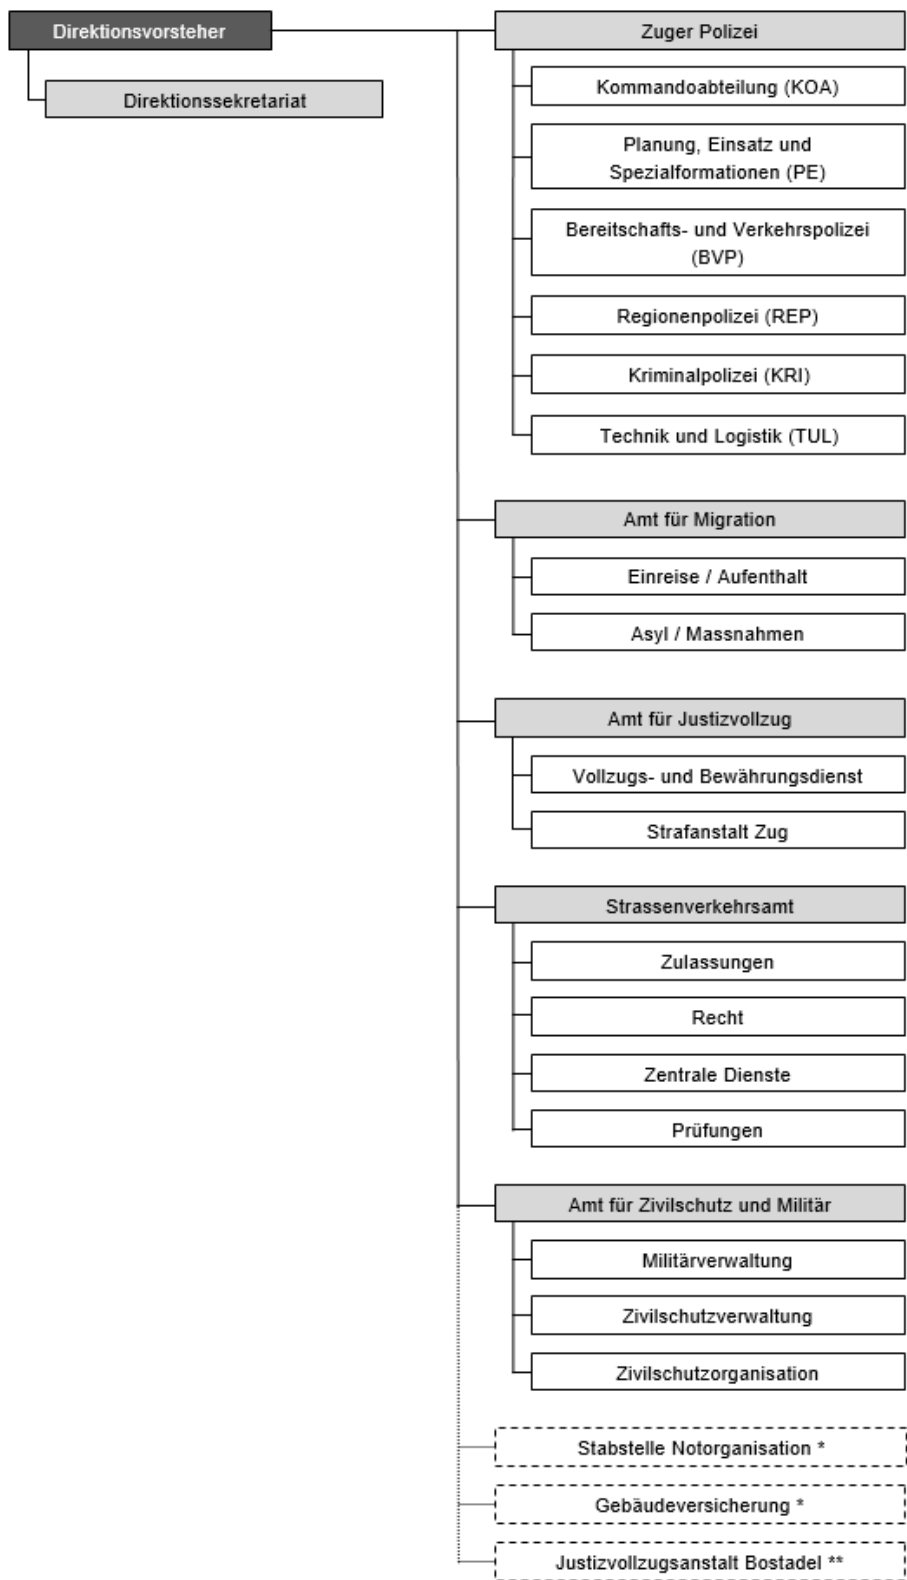 Direktionsvorsteher
Direktionssekretariat
Zuger Polizei
Kommandoabteilung (KOA)
Planung, Einsatz und
Spezialformationen (PE)
Bereitschafts- und Verkehrspolizei
(BVP)
Regionenpolizei (REP)
Kriminalpolizei (KRI)
Technik und Logistik (TUL)
Amt für Migration
Einreise / Aufenthalt
Asyl / Massnahmen
Amt für Justizvollzug
Vollzugs- und Bewährungsdienst
Strafanstalt Zug
Strassenverkehrsamt
Zulassungen
Recht
Zentrale Dienste
Prüfungen
Amt für Zivilschutz und Militär
Militärverwaltung
Zivilschutzverwaltung
Zivilschutzorganisation
Stabstelle Notorganisation *
Gebäudeversicherung *
Justizvollzugsanstalt Bostadel **